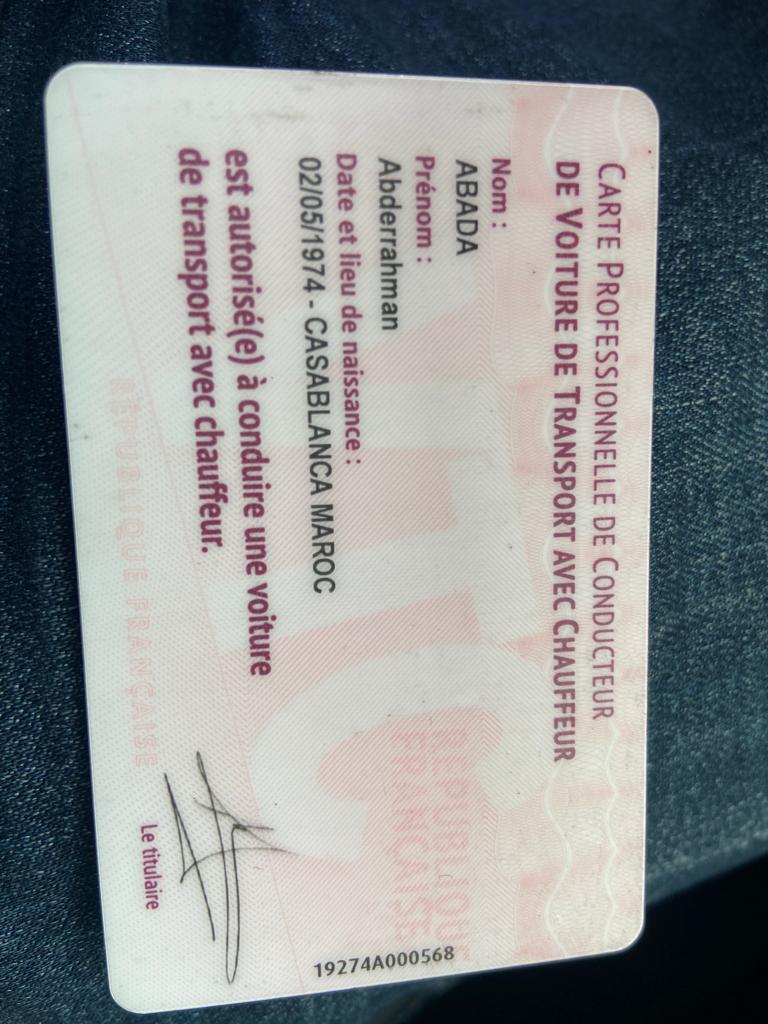 CARTE PROFESSIONNELLE DE CONDUCTEUR
DE VOITURE DE TRANSPORT AVEC CHAUFFEUR
Nom :
ABADA
Prénom :
Abderrahman
Date et lieu de naissance :
02/05/1974 - CASABLANCA MAROC
est autorisé(e) à conduire une voiture
de transport avec chauffeur.
RÉPUBLIQUE
FRANÇAISE
RÉPUBLIQUE FRANÇAISE
Le titulaire
19274A000568